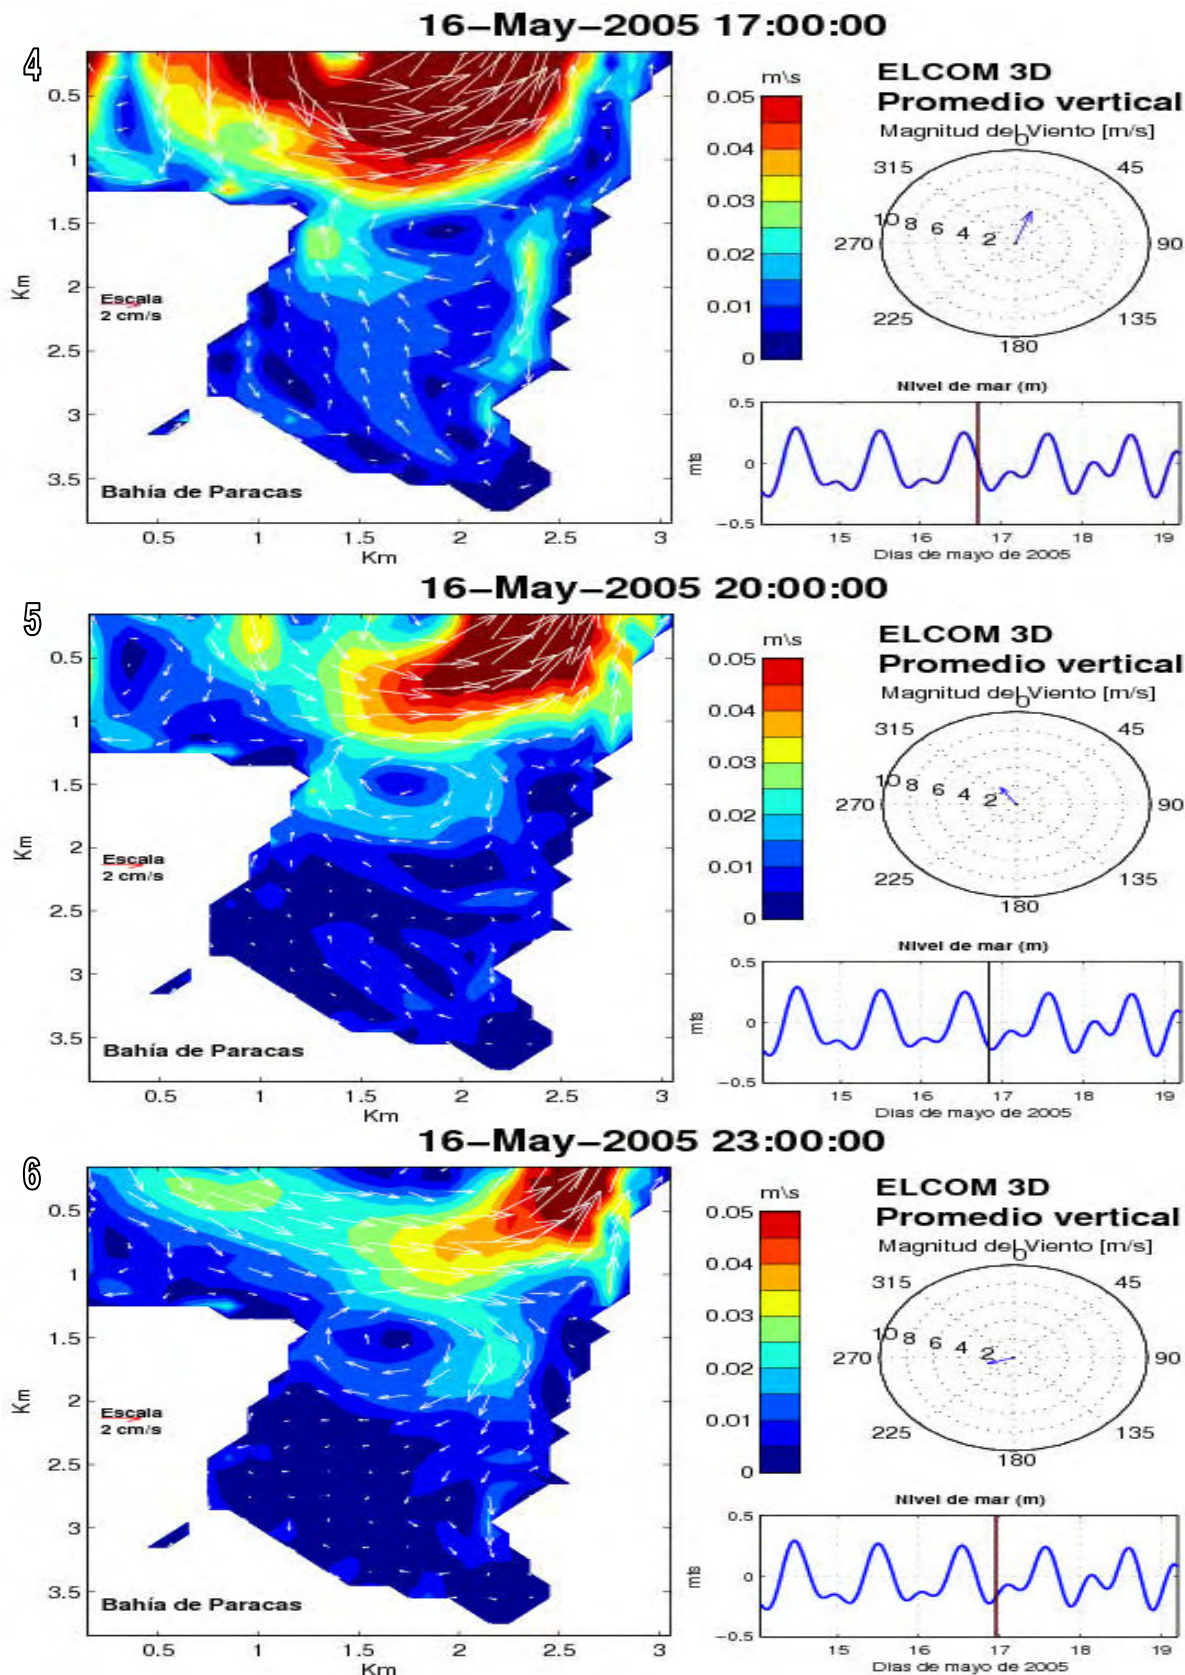 16-May-2005 17:00:00
4
0.5
1
1.5
2
2.5
3
3.5
Km
Escala
2 cm/s
Bahía de Paracas
0.5 1 1.5 2 2.5 3
Km
m\s
0.05
0.04
0.03
0.02
0.01
0
ELCOM 3D
Promedio vertical
Magnitud del Viento [m/s]
0
315 45
10 8 6 4 2
270 90
225 135
180
Nivel de mar (m)
0.5
0
-0.5
mts
15 16 17 18 19
Dias de mayo de 2005
16-May-2005 20:00:00
5
0.5
1
1.5
2
2.5
3
3.5
Km
Escala
2 cm/s
Bahía de Paracas
0.5 1 1.5 2 2.5 3
Km
m\s
0.05
0.04
0.03
0.02
0.01
0
ELCOM 3D
Promedio vertical
Magnitud del Viento [m/s]
0
315 45
10 8 6 4 2
270 90
225 135
180
Nivel de mar (m)
0.5
0
-0.5
mts
15 16 17 18 19
Dias de mayo de 2005
16-May-2005 23:00:00
6
0.5
1
1.5
2
2.5
3
3.5
Km
Escala
2 cm/s
Bahía de Paracas
0.5 1 1.5 2 2.5 3
Km
m\s
0.05
0.04
0.03
0.02
0.01
0
ELCOM 3D
Promedio vertical
Magnitud del Viento [m/s]
0
315 45
10 8 6 4 2
270 90
225 135
180
Nivel de mar (m)
0.5
0
-0.5
mts
15 16 17 18 19
Dias de mayo de 2005